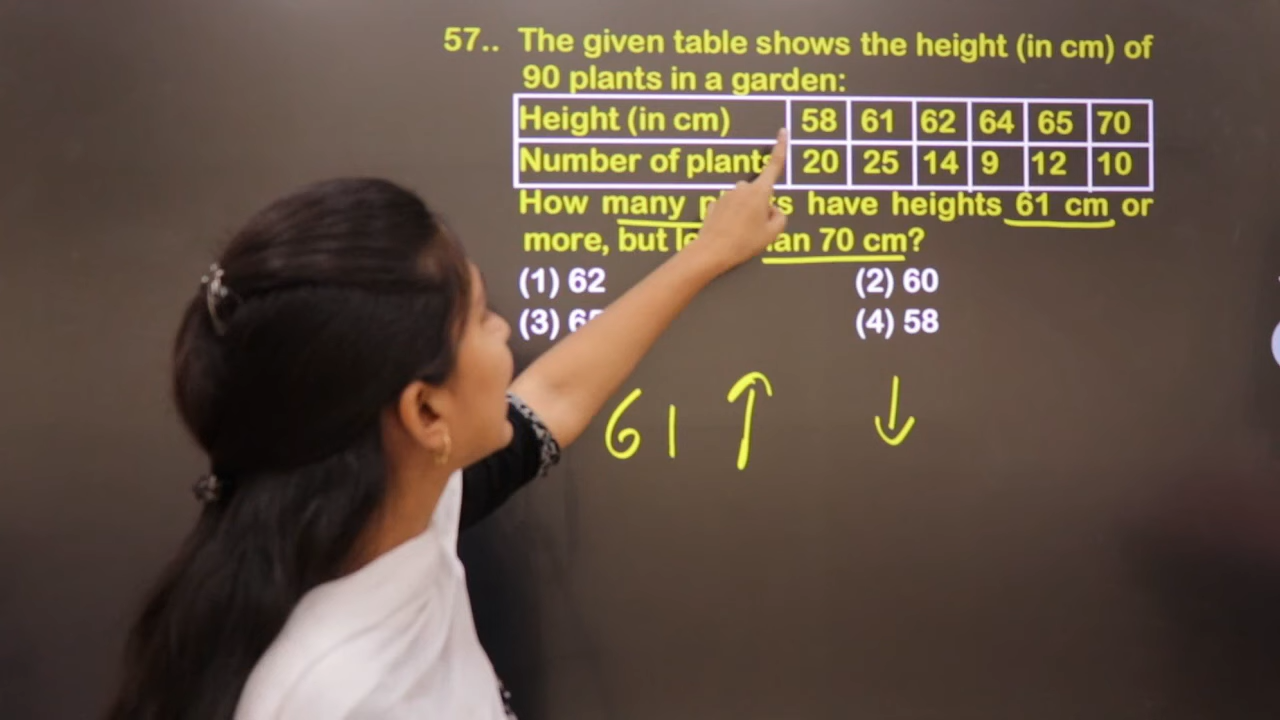 57.. The given table shows the height (in cm) of
90 plants in a garden:
Height (in cm) 58 61 62 64 65 70
Number of plants 20 25 14 9 12 10
How many have heights 61 cm or
more, but 70 cm?
(1) 62 (2) 60
(3) (4) 58
61 ↑ ↓